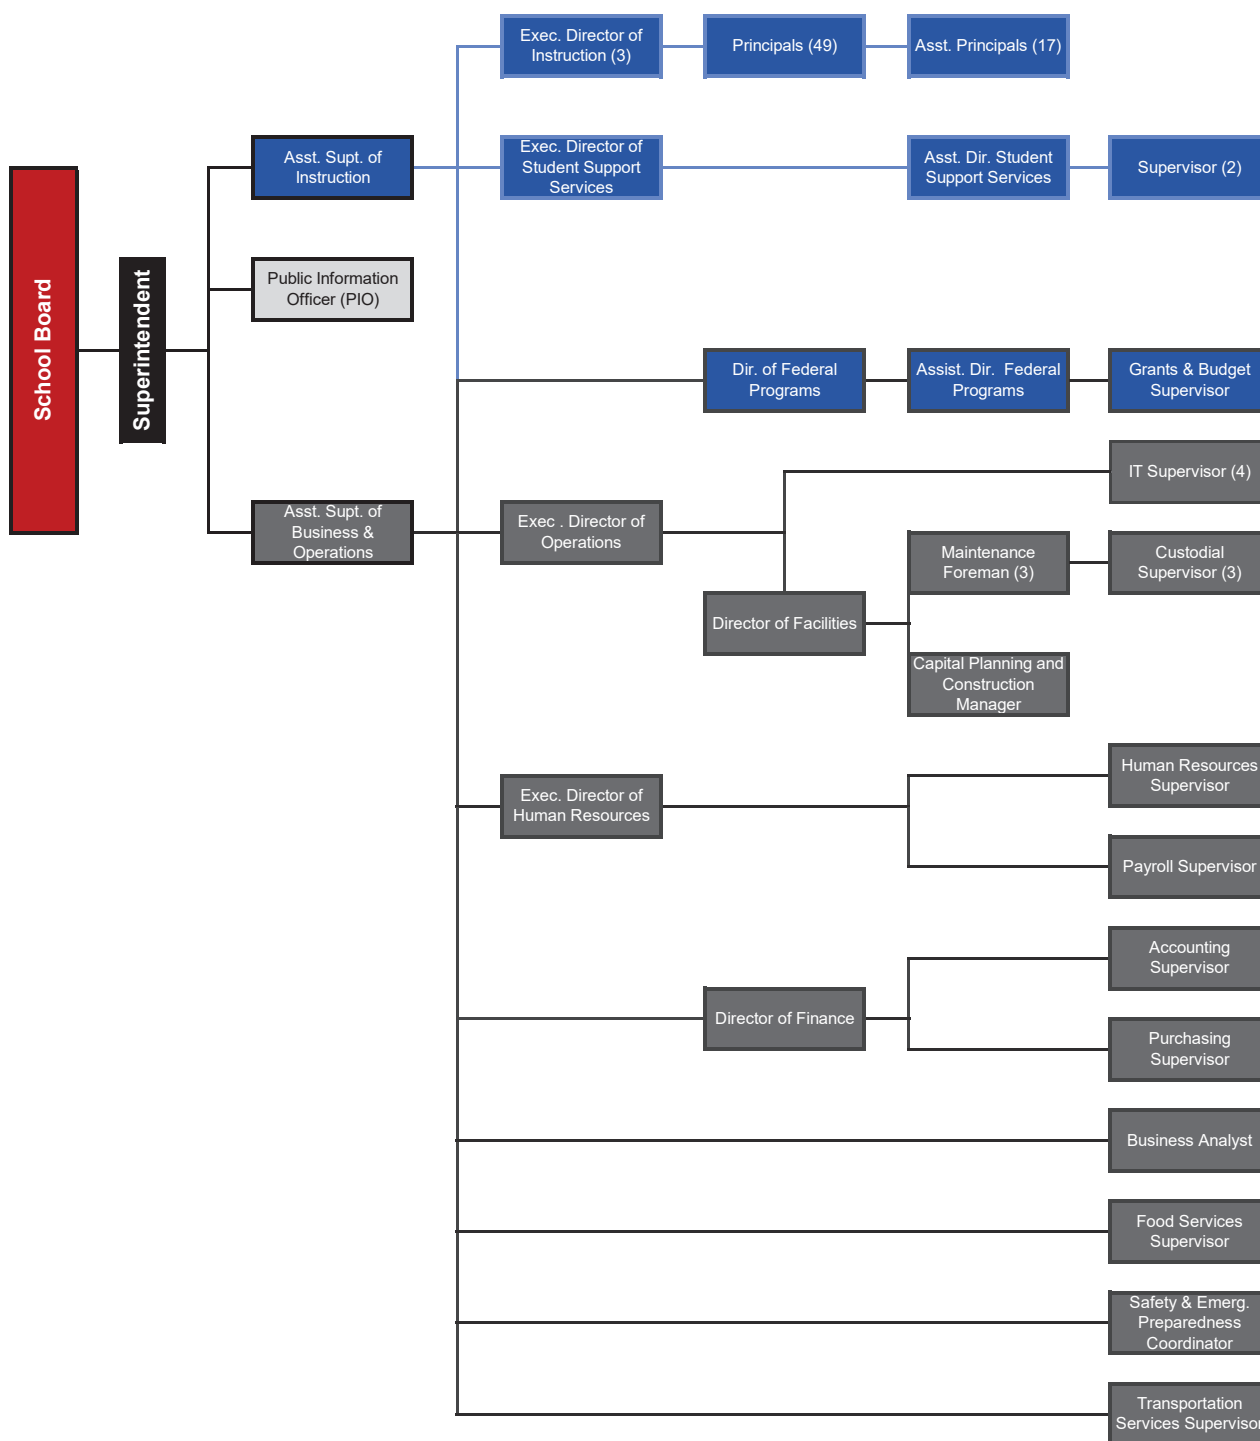 School Board
Superintendent
Asst. Supt. of
Instruction
Public Information
Officer (PIO)
Asst. Supt. of
Business &
Operations
Exec. Director of
Instruction (3)
Principals (49)
Asst. Principals (17)
Exec. Director of
Student Support
Services
Asst. Dir. Student
Support Services
Supervisor (2)
Dir. of Federal
Programs
Assist. Dir.  Federal
Programs
Grants & Budget
Supervisor
IT Supervisor (4)
Exec . Director of
Operations
Maintenance
Foreman (3)
Custodial
Supervisor (3)
Director of Facilities
Capital Planning and
Construction
Manager
Exec. Director of
Human Resources
Human Resources
Supervisor
Payroll Supervisor
Director of Finance
Accounting
Supervisor
Purchasing
Supervisor
Business Analyst
Food Services
Supervisor
Safety & Emerg.
Preparedness
Coordinator
Transportation
Services Supervisor